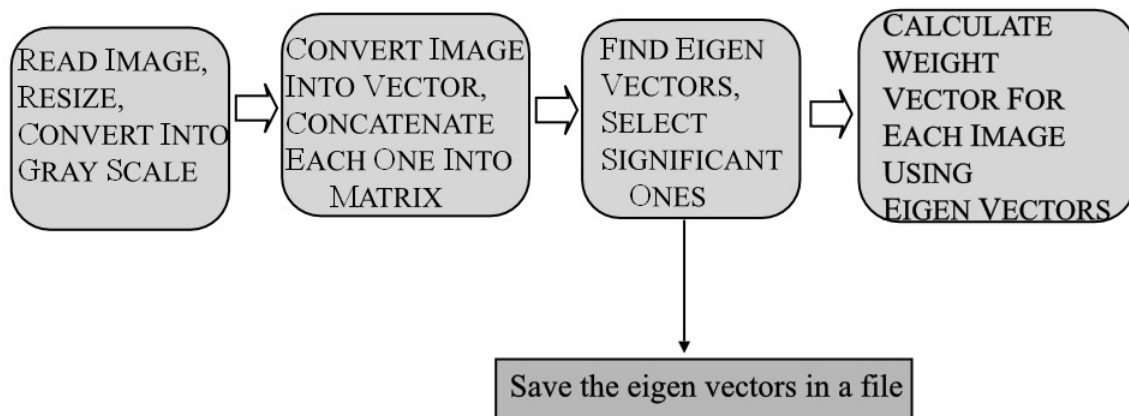 READ IMAGE,
RESIZE,
CONVERT INTO
GRAY SCALE
CONVERT IMAGE
INTO VECTOR,
CONCATENATE
EACH ONE INTO
MATRIX
FIND EIGEN
VECTORS,
SELECT
SIGNIFICANT
ONES
CALCULATE
WEIGHT
VECTOR FOR
EACH IMAGE
USING
EIGEN VECTORS
Save the eigen vectors in a file